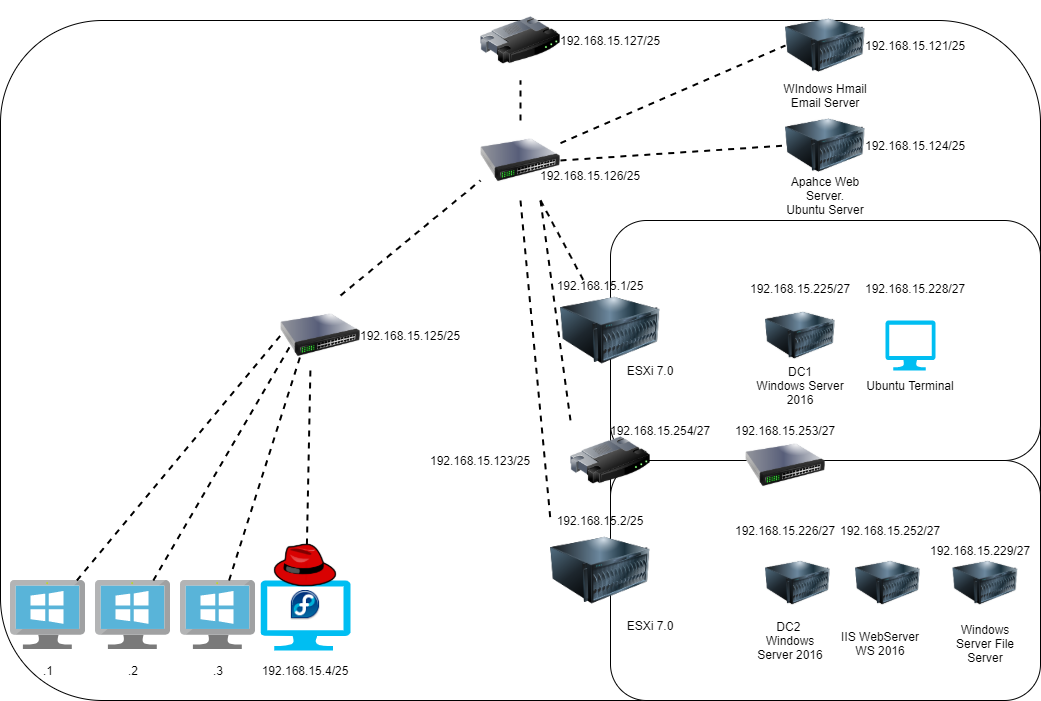 192.168.15.127/25
192.168.15.121/25
WIndows Hmail
Email Server
192.168.15.124/25
192.168.15.126/25
Apahce Web
Server.
Ubuntu Server
192.168.15.1/25
192.168.15.225/27
192.168.15.228/27
192.168.15.125/25
ESXi 7.0
DC1
Windows Server
2016
Ubuntu Terminal
192.168.15.254/27
192.168.15.253/27
192.168.15.123/25
192.168.15.2/25
192.168.15.226/27
192.168.15.252/27
192.168.15.229/27
ESXi 7.0
DC2
Windows
Server 2016
IIS WebServer
WS 2016
Windows
Server File
Server
.1
.2
.3
192.168.15.4/25